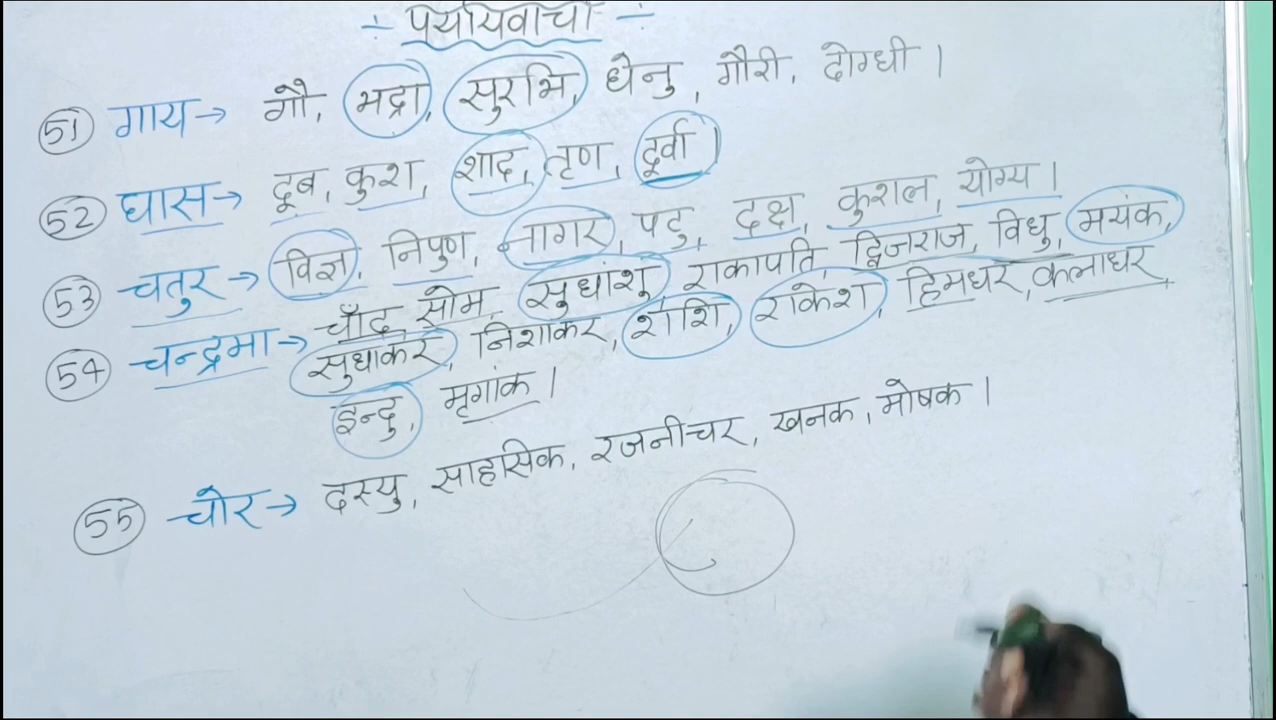 ÷ पर्यायवाची ÷
51 गाय → गौ, भद्रा, सुरभि, धेनु, गौरी, दोग्धी।
52 घास → दूब, कुश, शाद, तृण, दूर्वा।
53 चतुर → विज्ञ, निपुण, नागर, पटु, दक्ष, कुशल, योग्य।
54 चन्द्रमा → चाँद, सोम, सुधांशु, राकापति, द्विजराज, विधु, मयंक,
सुधाकर, निशाकर, शशि, राकेश, हिमधर, कलाधर,
इन्दु, मृगांक।
55 चोर → दस्यु, साहसिक, रजनीचर, खनक, मोषक।